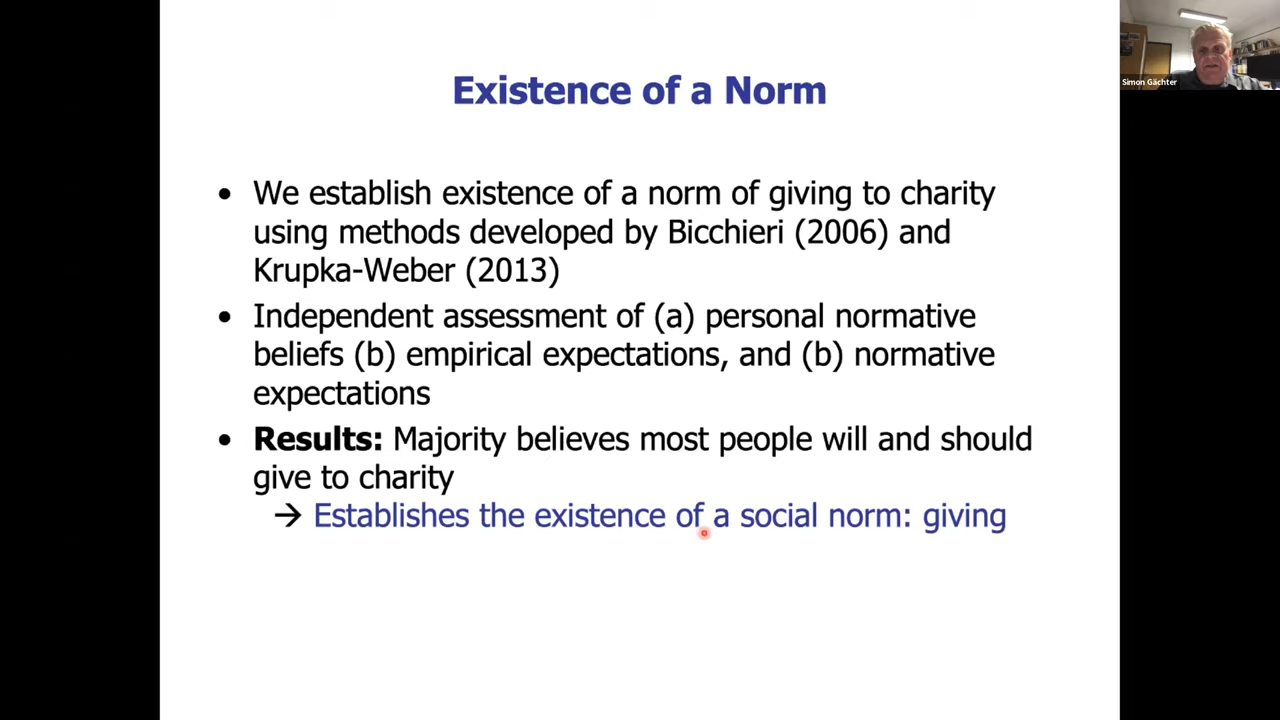 Existence of a Norm
• We establish existence of a norm of giving to charity
using methods developed by Bicchieri (2006) and
Krupka-Weber (2013)
• Independent assessment of (a) personal normative
beliefs (b) empirical expectations, and (b) normative
expectations
• Results: Majority believes most people will and should
give to charity
→ Establishes the existence of a social norm: giving
Simon Gächter